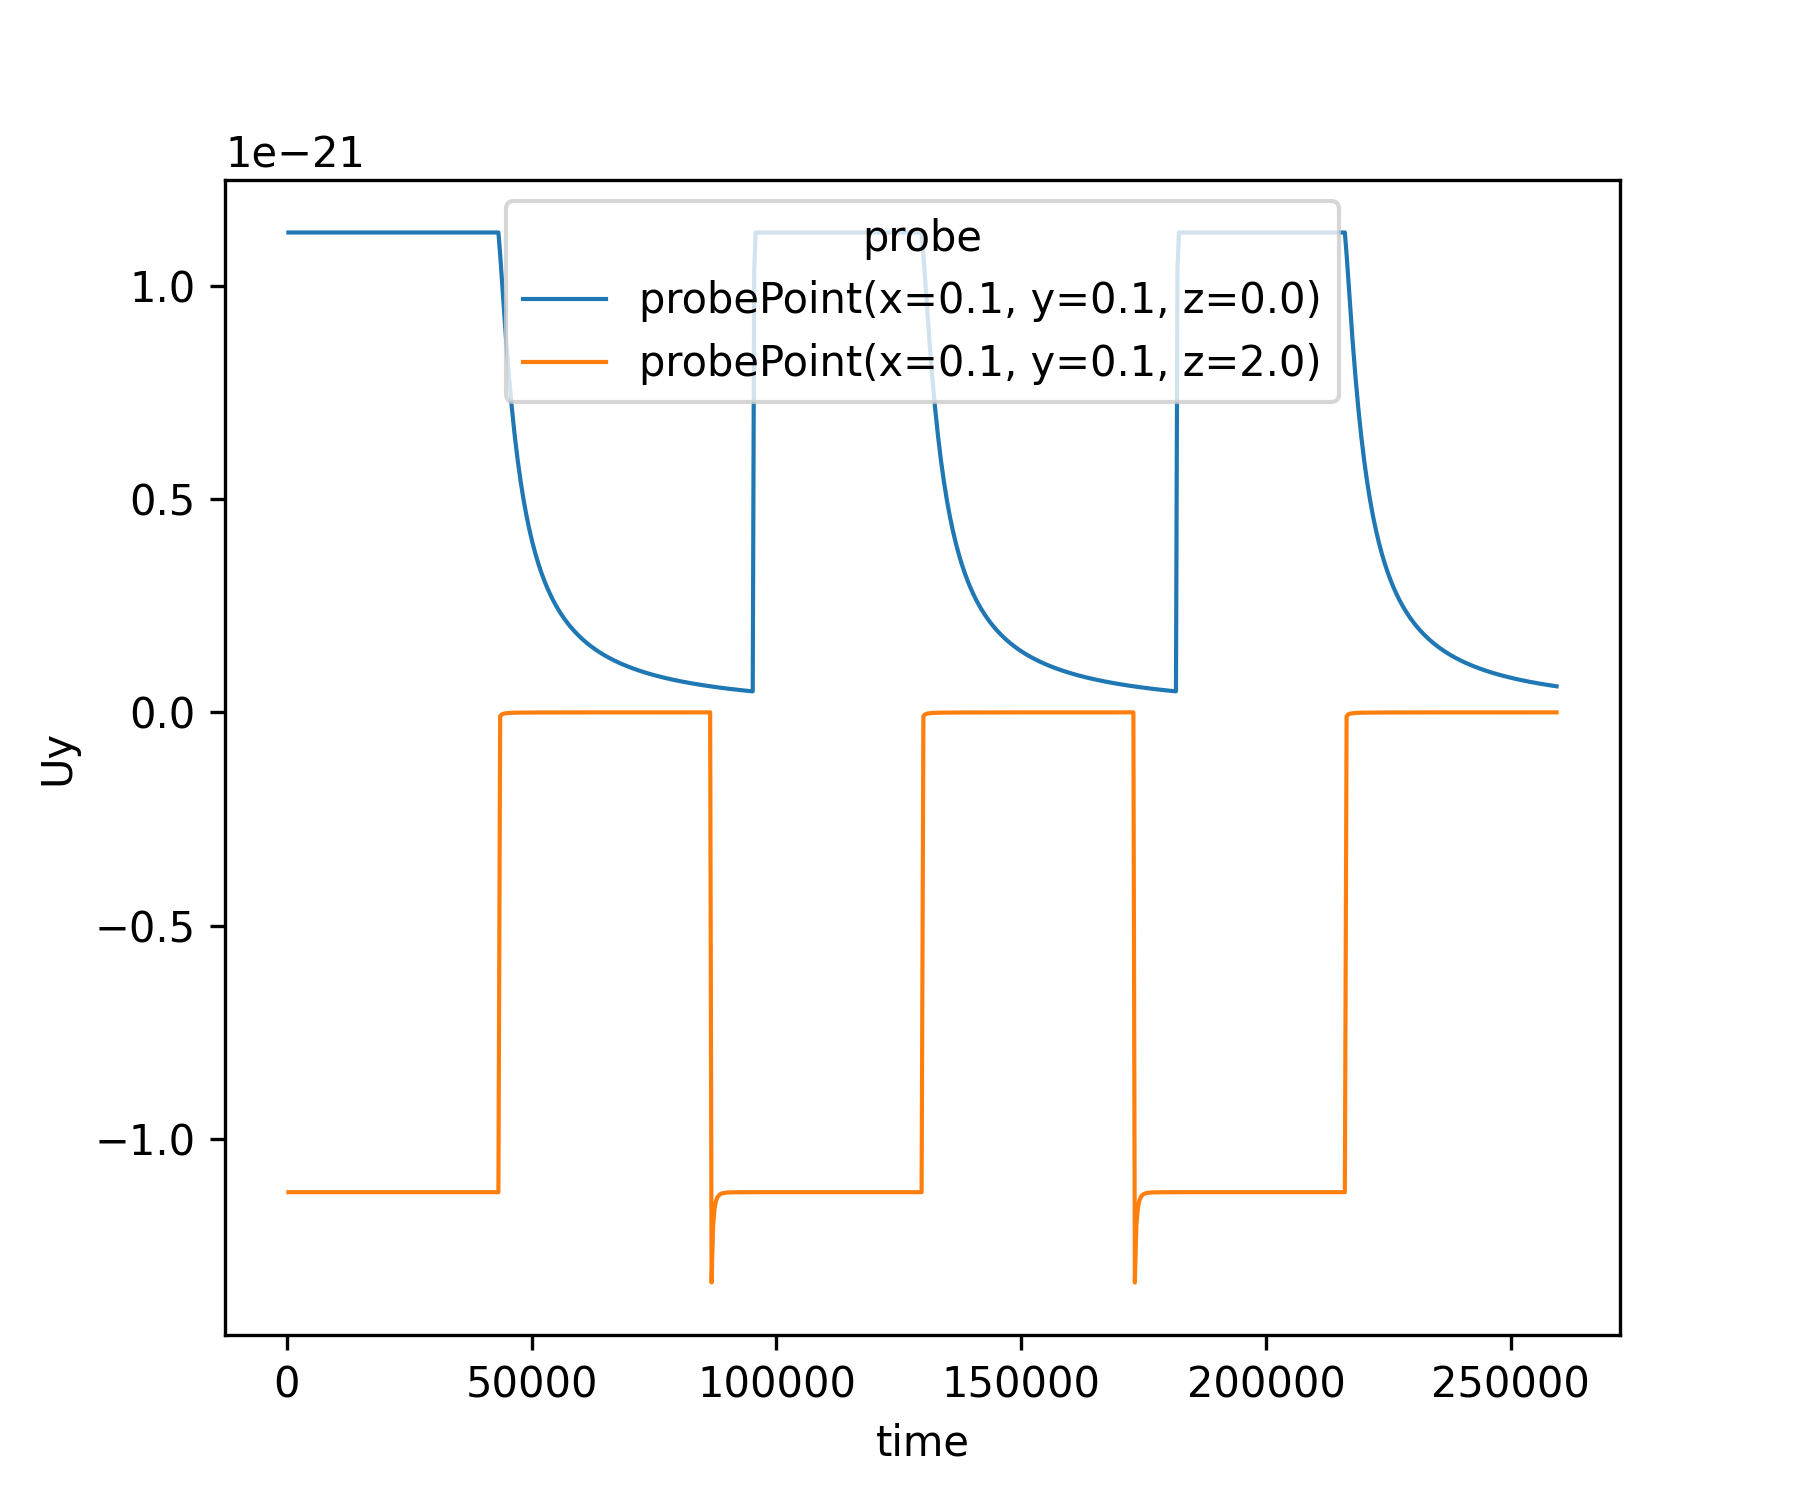 1e−21
probe
probePoint(x=0.1, y=0.1, z=0.0)
probePoint(x=0.1, y=0.1, z=2.0)
1.0
0.5
0.0
−0.5
−1.0
Uy
0 50000 100000 150000 200000 250000
time